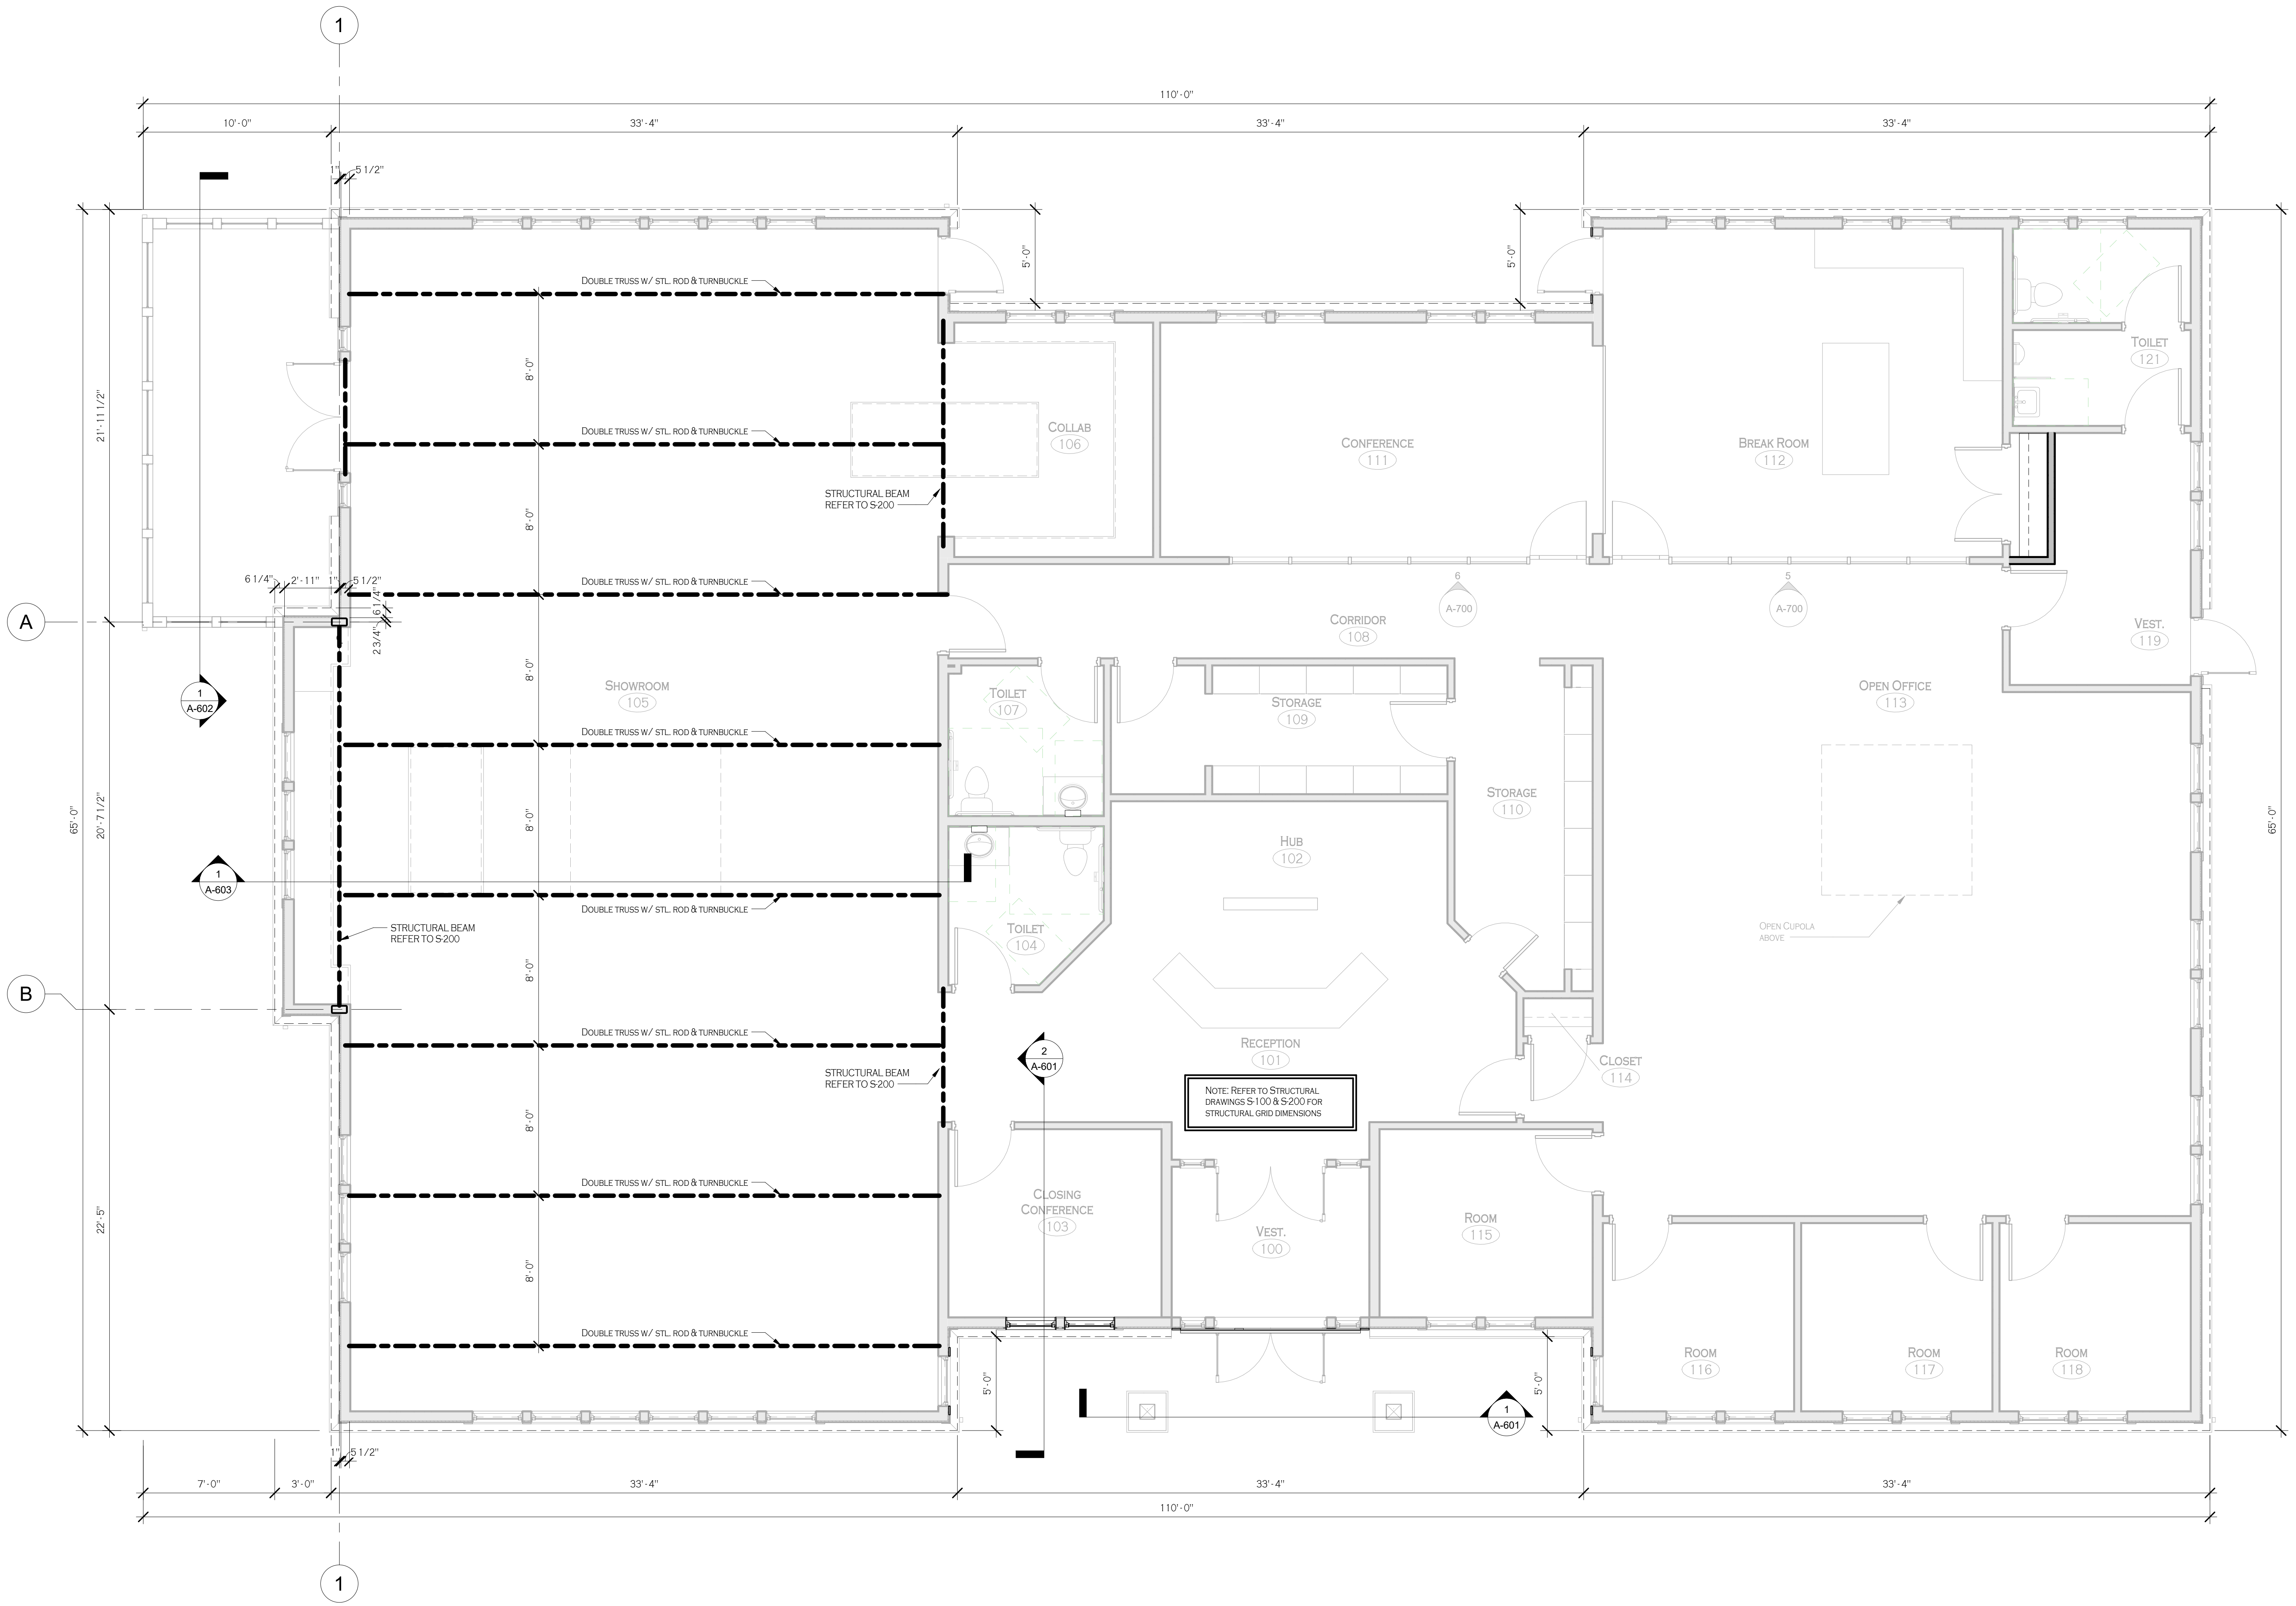 1
110'-0"
10'-0"
33'-4"
33'-4"
33'-4"
1"
5 1/2"
5'-0"
5'-0"
DOUBLE TRUSS W/ STL. ROD & TURNBUCKLE
8'-0"
TOILET
121
21'-11 1/2"
DOUBLE TRUSS W/ STL. ROD & TURNBUCKLE
COLLAB
106
CONFERENCE
111
BREAK ROOM
112
STRUCTURAL BEAM
REFER TO S-200
8'-0"
6 1/4"
2'-11"
1"
5 1/2"
6 1/4"
2 3/4"
DOUBLE TRUSS W/ STL. ROD & TURNBUCKLE
6
A-700
5
A-700
A
CORRIDOR
108
VEST.
119
8'-0"
1
A-602
SHOWROOM
105
TOILET
107
STORAGE
109
OPEN OFFICE
113
DOUBLE TRUSS W/ STL. ROD & TURNBUCKLE
65'-0"
20'-7 1/2"
8'-0"
STORAGE
110
65'-0"
HUB
102
1
A-603
DOUBLE TRUSS W/ STL. ROD & TURNBUCKLE
STRUCTURAL BEAM
REFER TO S-200
TOILET
104
OPEN CUPOLA
ABOVE
8'-0"
B
DOUBLE TRUSS W/ STL. ROD & TURNBUCKLE
RECEPTION
101
2
A-601
CLOSET
114
STRUCTURAL BEAM
REFER TO S-200
NOTE: REFER TO STRUCTURAL
DRAWINGS S-100 & S-200 FOR
STRUCTURAL GRID DIMENSIONS
8'-0"
DOUBLE TRUSS W/ STL. ROD & TURNBUCKLE
22'-5"
CLOSING
CONFERENCE
103
VEST.
100
ROOM
115
8'-0"
DOUBLE TRUSS W/ STL. ROD & TURNBUCKLE
ROOM
116
ROOM
117
ROOM
118
5'-0"
5'-0"
1
A-601
1"
5 1/2"
7'-0"
3'-0"
33'-4"
33'-4"
33'-4"
110'-0"
1